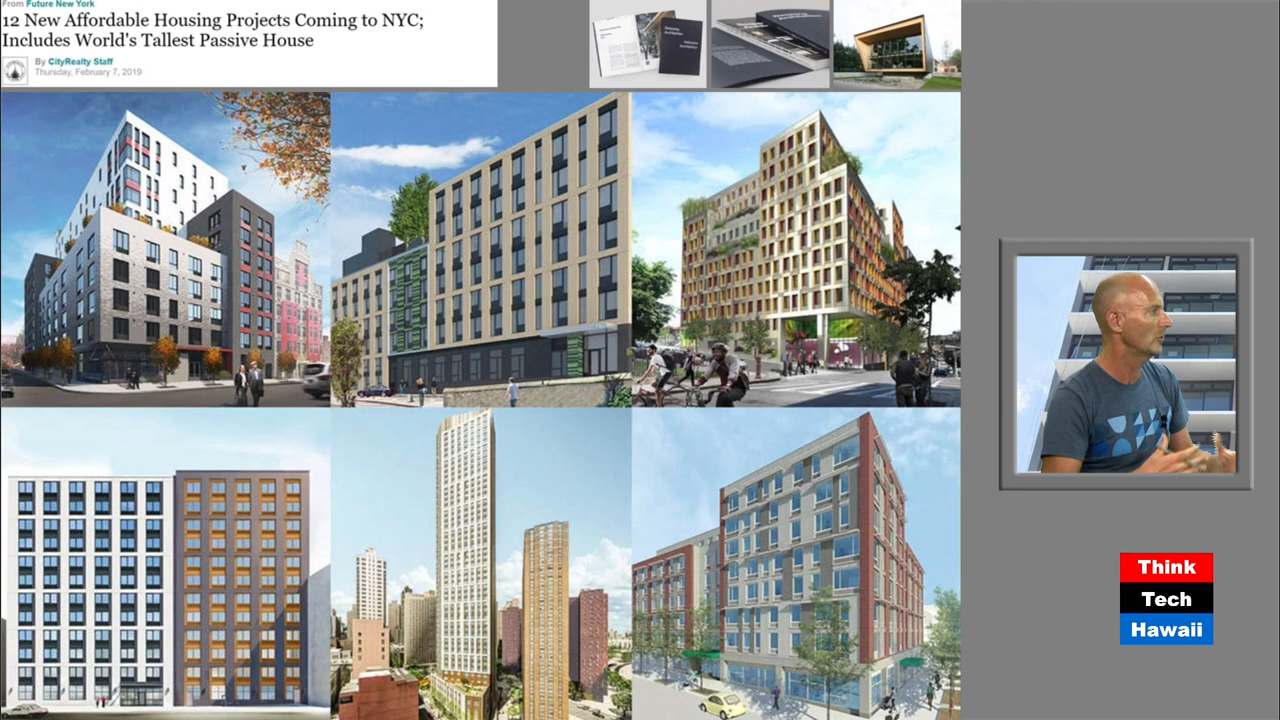 From Future New York
12 New Affordable Housing Projects Coming to NYC;
Includes World's Tallest Passive House
By CityRealty Staff
Thursday, February 7, 2019
Think
Tech
Hawaii